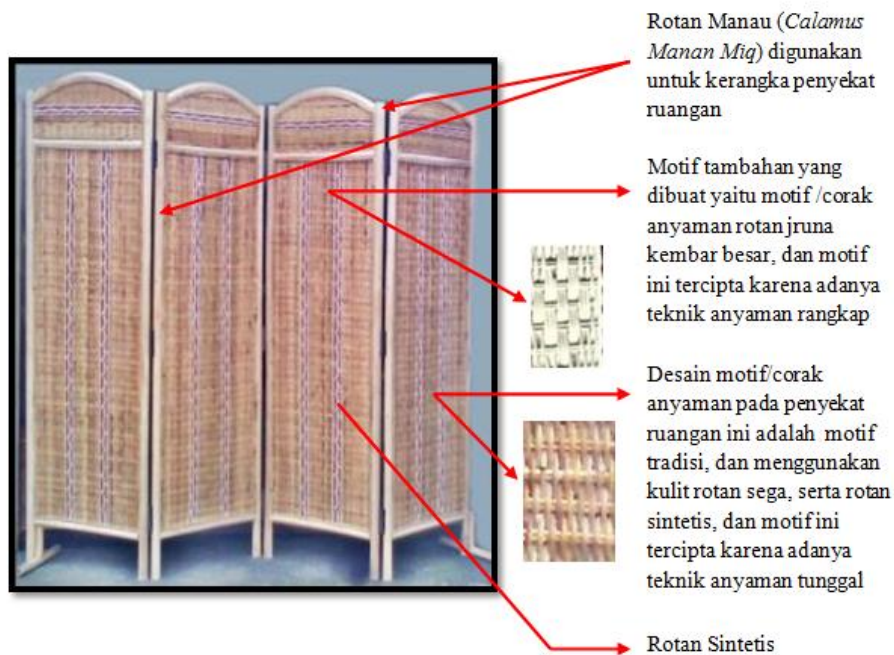 Rotan Manau (Calamus
Manan Miq) digunakan
untuk kerangka penyekat
ruangan
Motif tambahan yang
dibuat yaitu motif /corak
anyaman rotan jruna
kembar besar, dan motif
ini tercipta karena adanya
teknik anyaman rangkap
Desain motif/corak
anyaman pada penyekat
ruangan ini adalah motif
tradisi, dan menggunakan
kulit rotan sega, serta rotan
sintetis, dan motif ini
tercipta karena adanya
teknik anyaman tunggal
Rotan Sintetis